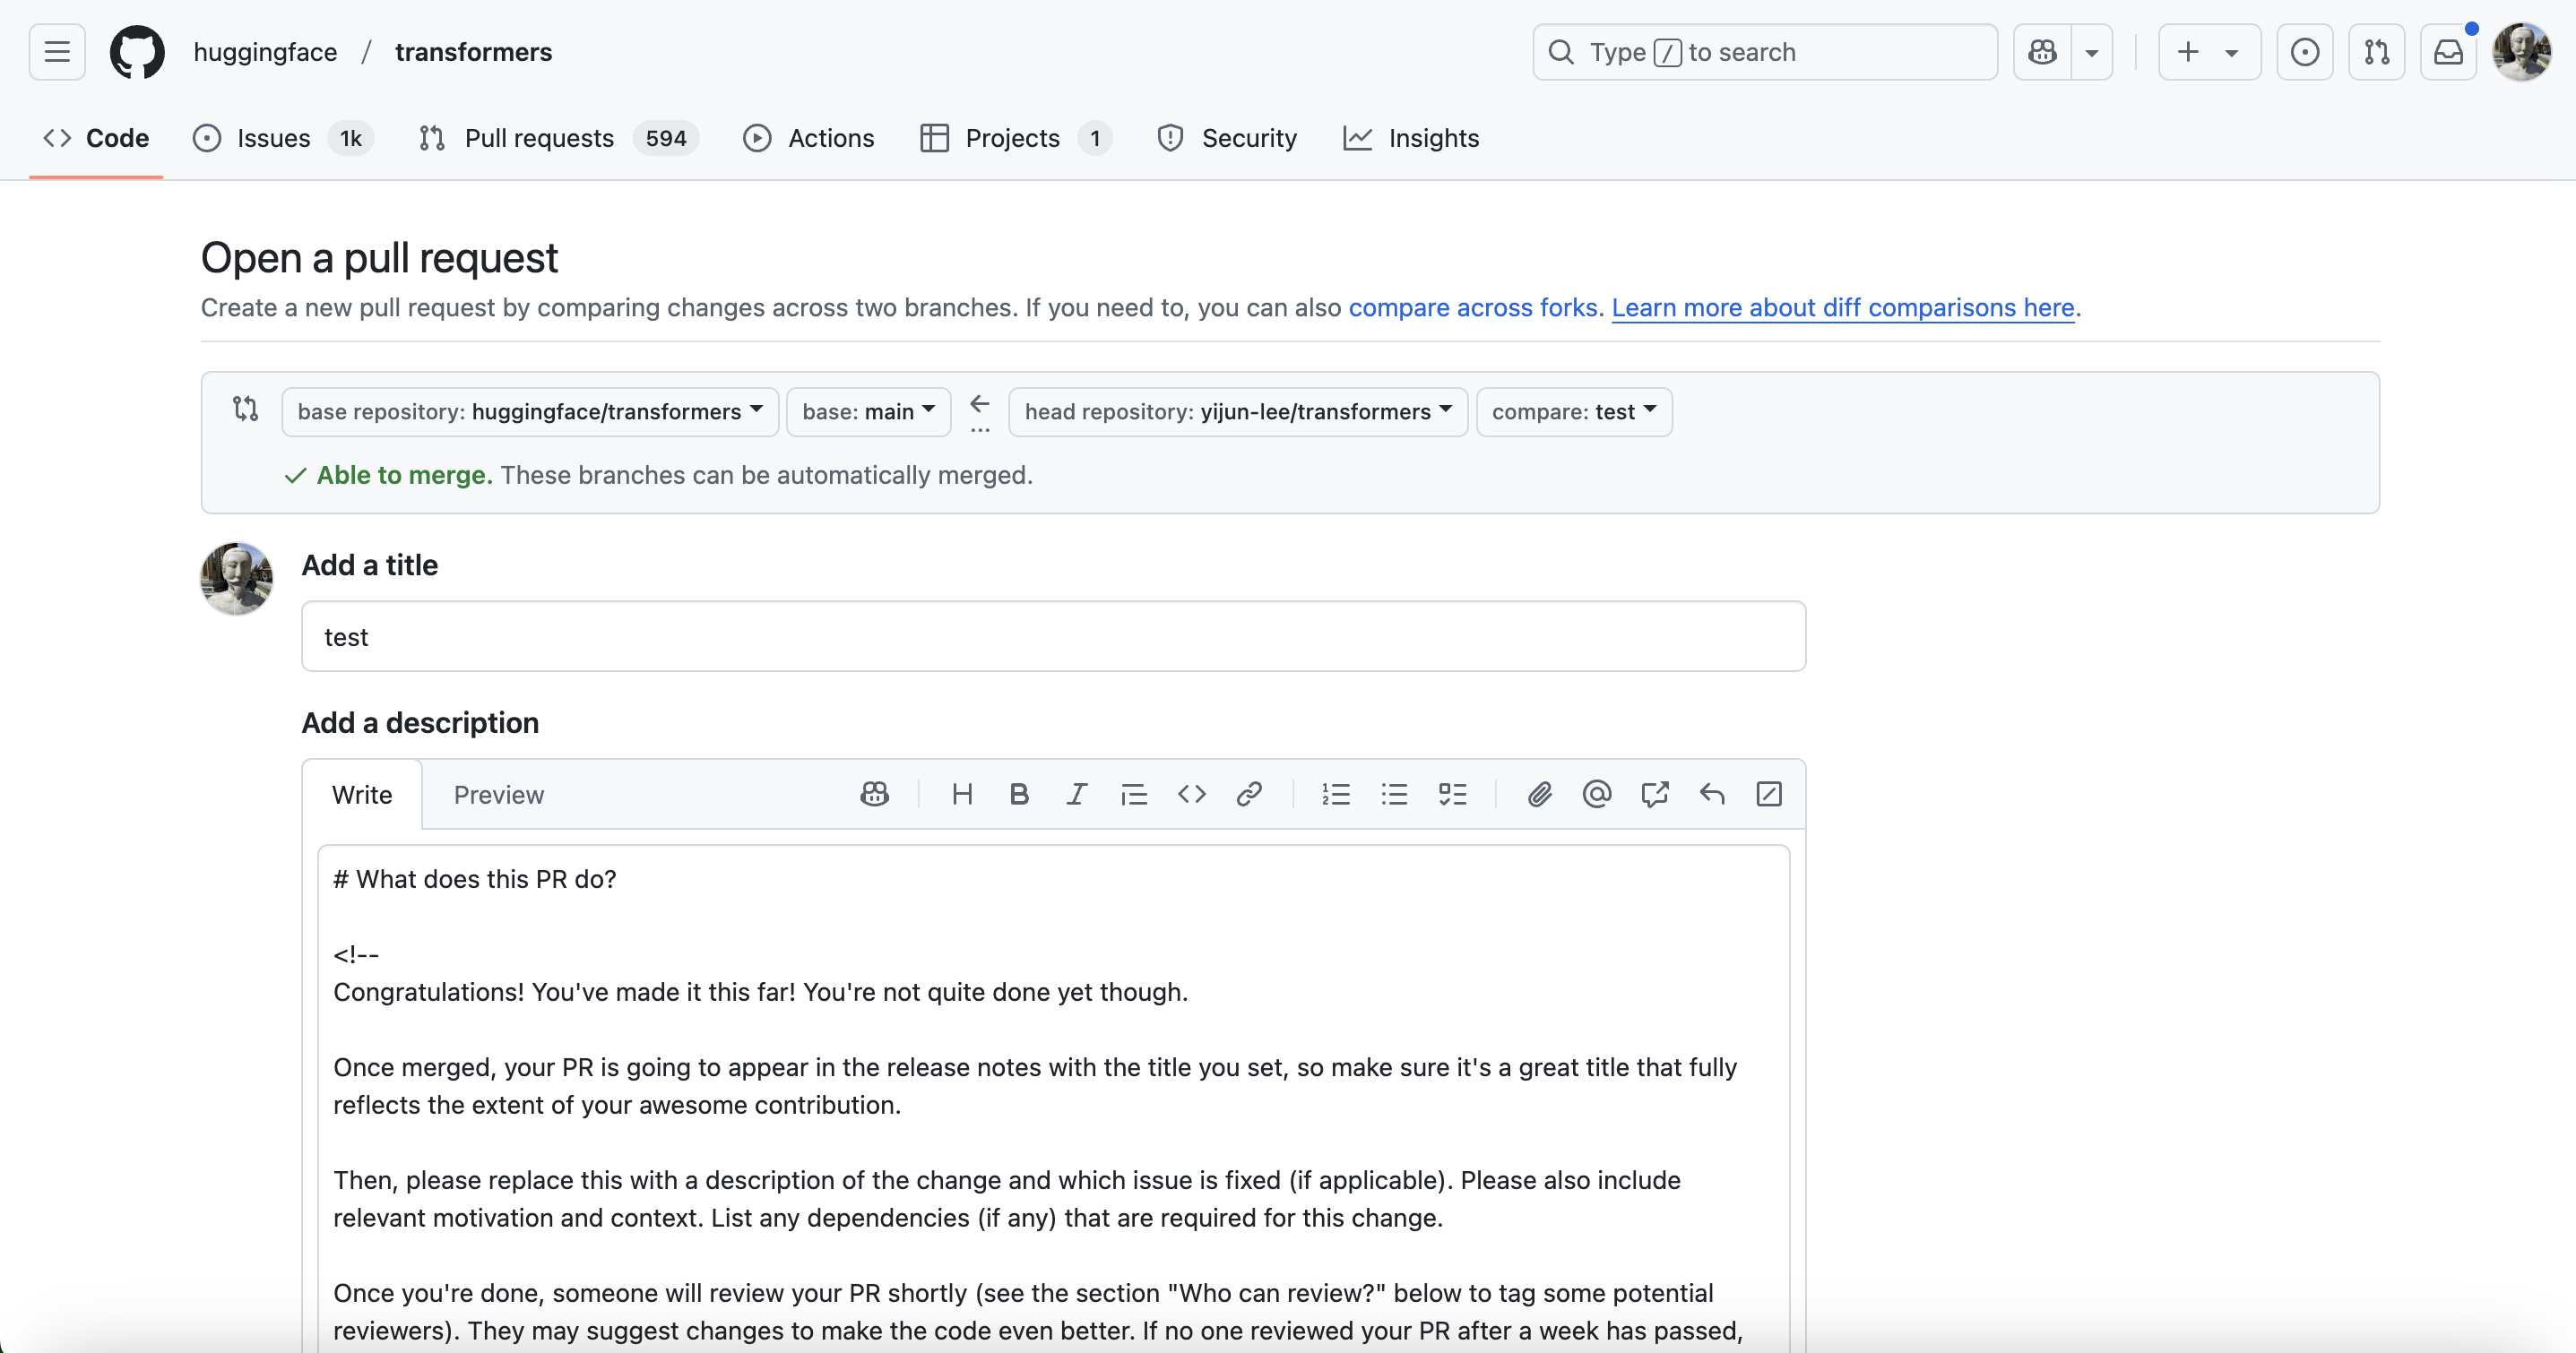 huggingface / transformers
Type / to search
Code
Issues 1k
Pull requests 594
Actions
Projects 1
Security
Insights
Open a pull request
Create a new pull request by comparing changes across two branches. If you need to, you can also compare across forks. Learn more about diff comparisons here.
base repository: huggingface/transformers base: main ← head repository: yijun-lee/transformers compare: test
...
Able to merge. These branches can be automatically merged.
Add a title
test
Add a description
Write Preview
# What does this PR do?
<!--
Congratulations! You've made it this far! You're not quite done yet though.
Once merged, your PR is going to appear in the release notes with the title you set, so make sure it's a great title that fully
reflects the extent of your awesome contribution.
Then, please replace this with a description of the change and which issue is fixed (if applicable). Please also include
relevant motivation and context. List any dependencies (if any) that are required for this change.
Once you're done, someone will review your PR shortly (see the section "Who can review?" below to tag some potential
reviewers). They may suggest changes to make the code even better. If no one reviewed your PR after a week has passed,